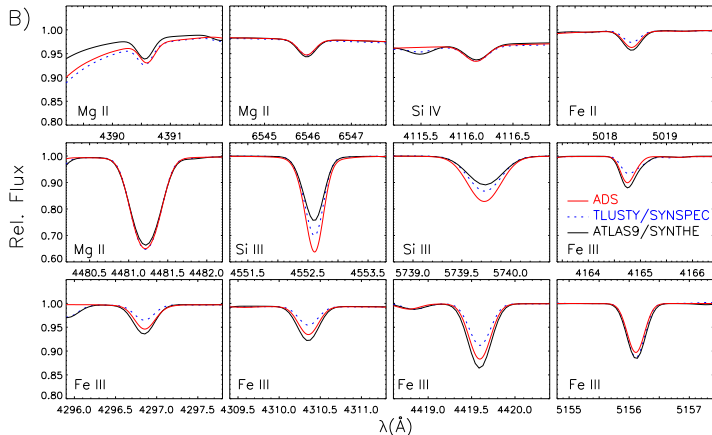 B)
1.00
0.95
0.90
0.85
0.80
Mg II
4390 4391
Mg II
6545 6546 6547
Si IV
4115.5 4116.1 4116.8
Fe II
5018 5019
Rel. Flux
1.00
0.90
0.80
0.70
0.60
Mg II
4480.5 4481.2 4481.5 4482.2
Si III
4551.5 4552.6 4553.5
Si III
5739.0 5739.5 5740.0
ADS
TLUSTY/SYNSPEC
ATLAS9/SYNTHE
Fe III
4164 4165 4166
1.00
0.95
0.90
0.85
0.80
Fe III
4296.0 4296.5 4297.0 4297.5
Fe III
4309.5 4310.0 4310.5 4311.0
Fe III
4419.0 4419.5 4420.0
Fe III
5155 5156 5157
λ(Å)